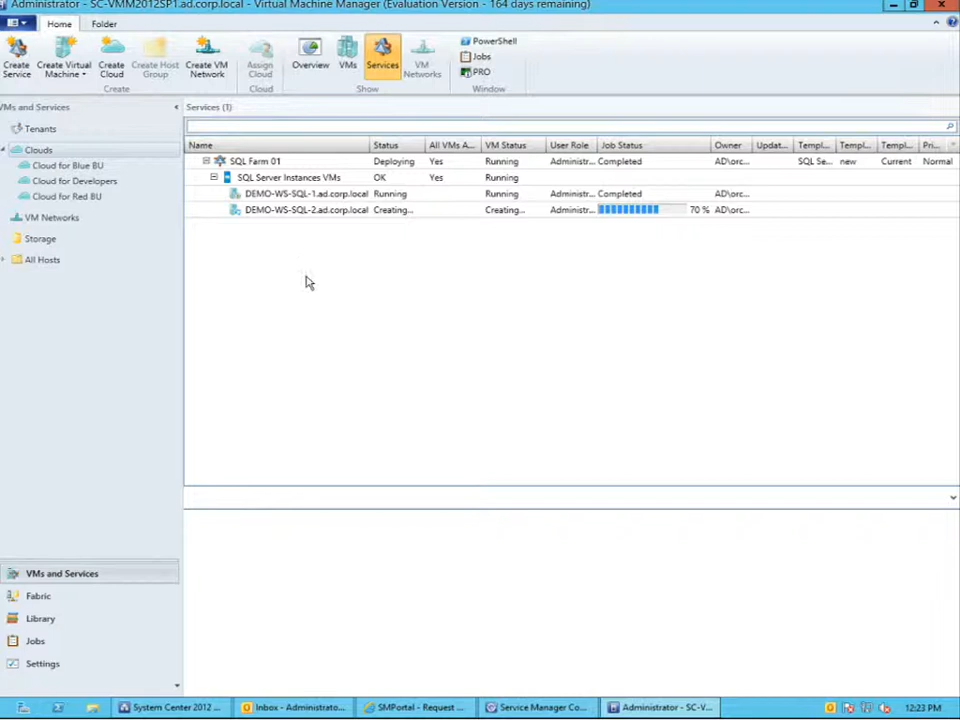 Administrator - SC-VMM2012SP1.ad.corp.local - Virtual Machine Manager (Evaluation Version - 164 days remaining)
Home Folder
Create Service
Create Virtual Machine
Create Cloud
Create Host Group
Create VM Network
Assign Cloud
Overview
VMs
Services
VM Networks
PowerShell
Jobs
PRO
Create Cloud Show Window
VMs and Services
Services (1)
Tenants
Clouds
Cloud for Blue BU
Cloud for Developers
Cloud for Red BU
VM Networks
Storage
All Hosts
Name Status All VMs A... VM Status User Role Job Status Owner Updat... Templ... Templ... Templ... Pri...
SQL Farm 01 Deploying Yes Running Administr... Completed AD\orc... SQL Se... new Current Normal
SQL Server Instances VMs OK Yes Running
DEMO-WS-SQL-1.ad.corp.local Running Running Administr... Completed AD\orc...
DEMO-WS-SQL-2.ad.corp.local Creating... Creating... Administr... 70 % AD\orc...
VMs and Services
Fabric
Library
Jobs
Settings
System Center 2012 ... Inbox - Administrato... SMPortal - Request ... Service Manager Co... Administrator - SC-V... 12:23 PM